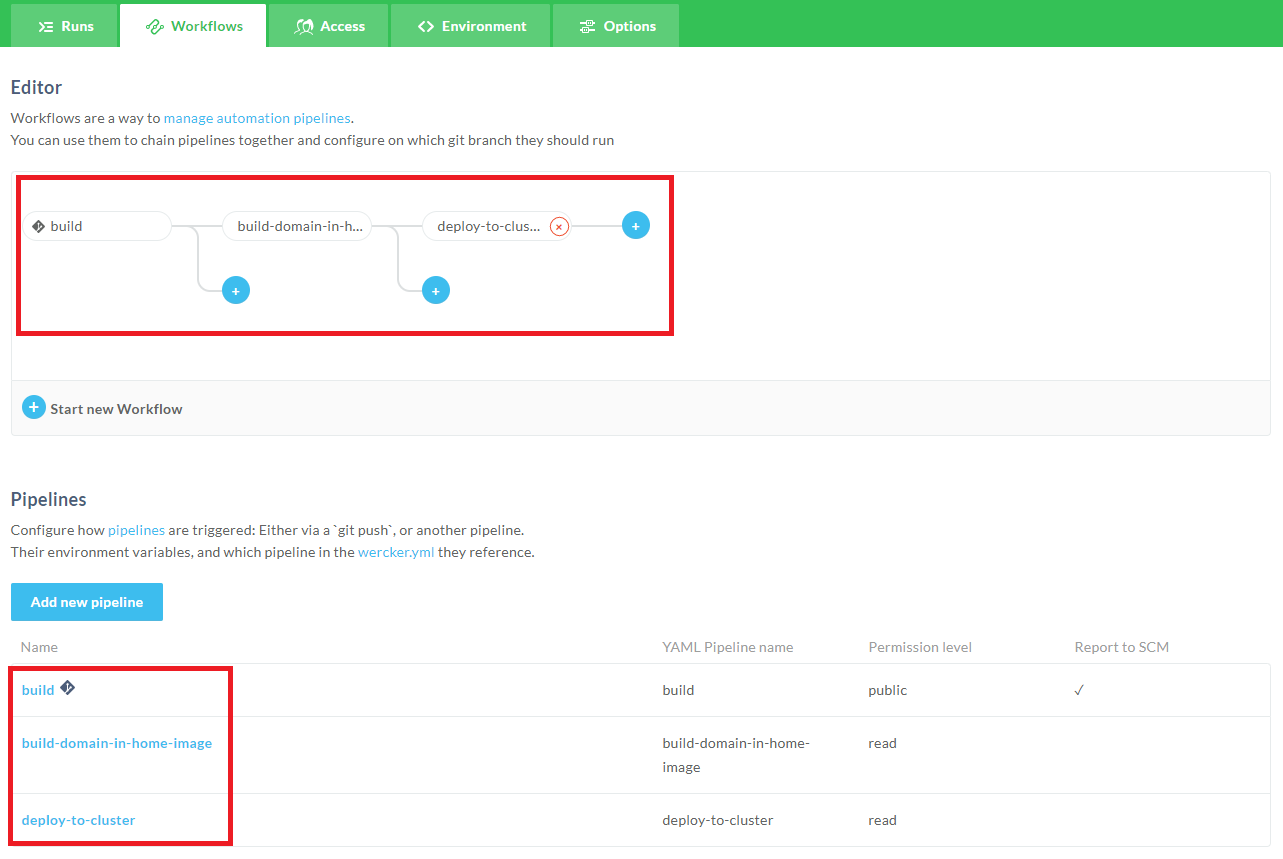 Runs
Workflows
Access
Environment
Options
Editor
Workflows are a way to manage automation pipelines.
You can use them to chain pipelines together and configure on which git branch they should run
build
build-domain-in-h...
deploy-to-clus...
Start new Workflow
Pipelines
Configure how pipelines are triggered: Either via a `git push`, or another pipeline.
Their environment variables, and which pipeline in the wercker.yml they reference.
Add new pipeline
Name
YAML Pipeline name
Permission level
Report to SCM
build
build
public
✓
build-domain-in-home-image
build-domain-in-home-
image
read
deploy-to-cluster
deploy-to-cluster
read